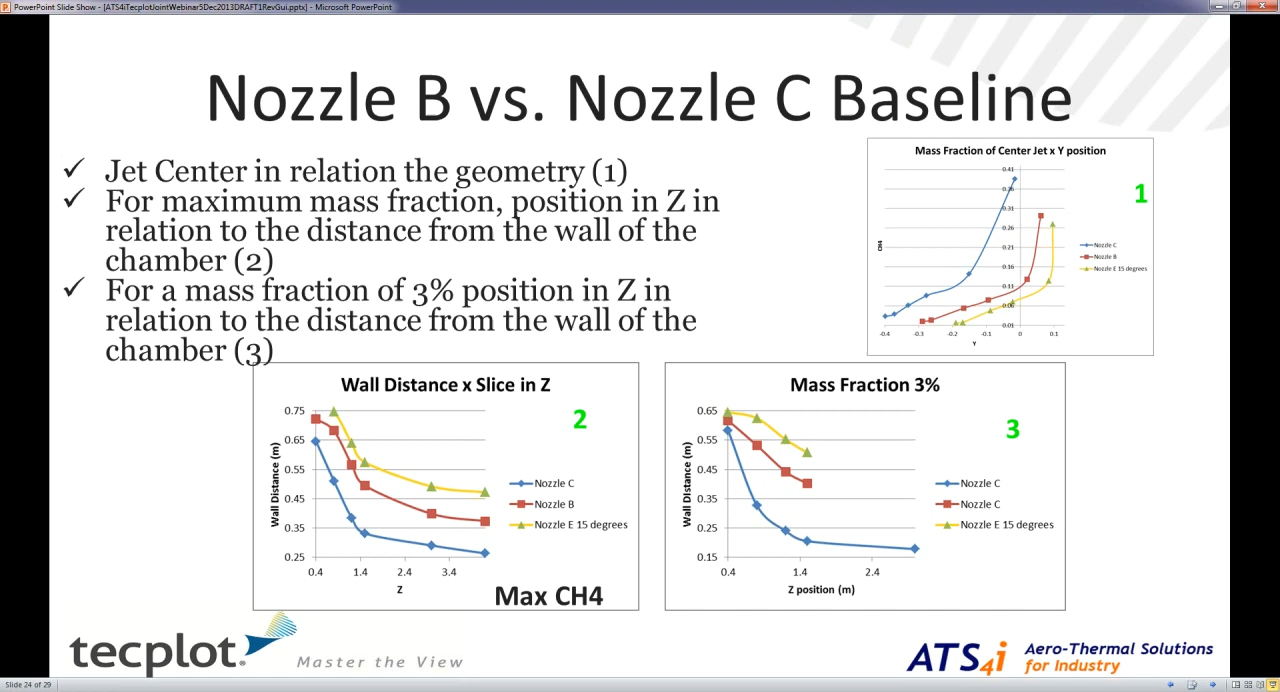 PowerPoint Slide Show - [ATS4iTecplotJointWebinar5Dec2013DRAFT1RevGui.pptx] - Microsoft PowerPoint
Nozzle B vs. Nozzle C Baseline
✓ Jet Center in relation the geometry (1)
✓ For maximum mass fraction, position in Z in
relation to the distance from the wall of the
chamber (2)
✓ For a mass fraction of 3% position in Z in
relation to the distance from the wall of the
chamber (3)
Mass Fraction of Center Jet x Y position
1
CH4
0.41
0.36
0.31
0.26
0.21
0.16
0.11
0.06
0.01
-0.4 -0.3 -0.2 -0.1 0 0.1
Y
Nozzle C
Nozzle B
Nozzle E 15 degrees
Wall Distance x Slice in Z
2
Wall Distance (m)
0.75
0.65
0.55
0.45
0.35
0.25
0.4 1.4 2.4 3.4
Z
Nozzle C
Nozzle B
Nozzle E 15 degrees
Max CH4
Mass Fraction 3%
3
Wall Distance (m)
0.65
0.55
0.45
0.35
0.25
0.15
0.4 1.4 2.4
Z position (m)
Nozzle C
Nozzle C
Nozzle E 15 degrees
tecplot®
Master the View
ATS4i
Aero-Thermal Solutions
for Industry
Slide 24 of 29